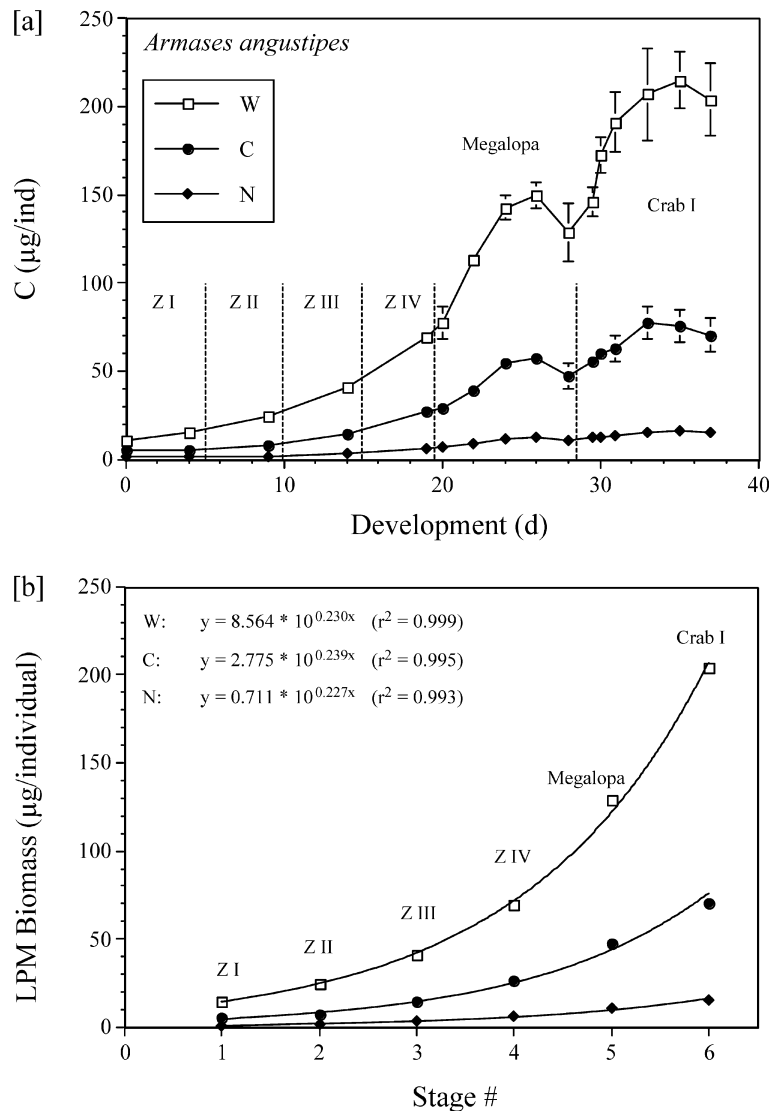 [a]
Armases angustipes
W
C
N
Megalopa
Crab I
Z I
Z II
Z III
Z IV
250
200
150
100
50
0
C (µg/ind)
0
10
20
30
40
Development (d)
[b]
W: y = 8.564 * 10^0.230x (r^2 = 0.999)
C: y = 2.775 * 10^0.239x (r^2 = 0.995)
N: y = 0.711 * 10^0.227x (r^2 = 0.993)
Crab I
Megalopa
Z IV
Z III
Z II
Z I
250
200
150
100
50
0
LPM Biomass (µg/individual)
0
1
2
3
4
5
6
Stage #